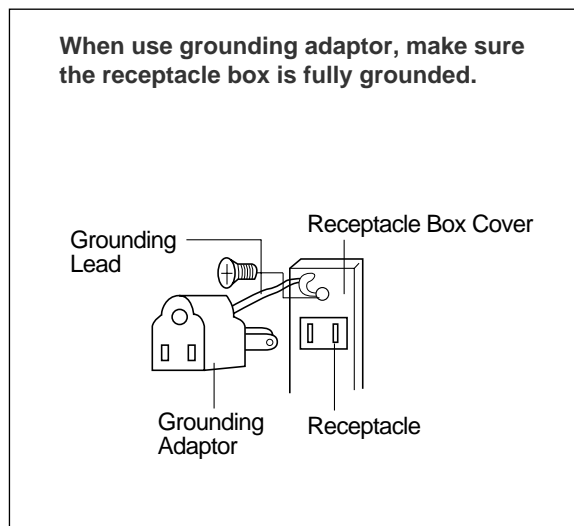 When use grounding adaptor, make sure
the receptacle box is fully grounded.
Grounding
Lead
Receptacle Box Cover
Grounding
Adaptor
Receptacle